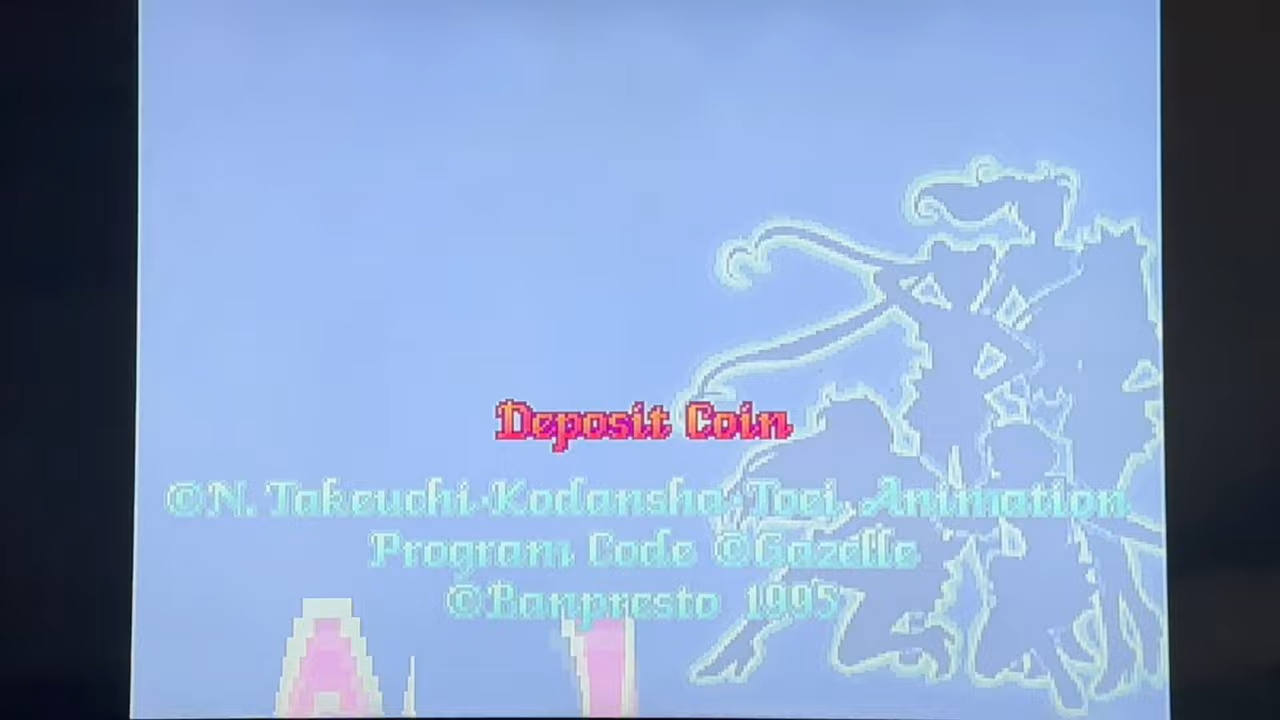 Deposit Coin
©N. Takeuchi·Kodansha·Toei Animation
Program Code ©Gazelle
©Banpresto 1995